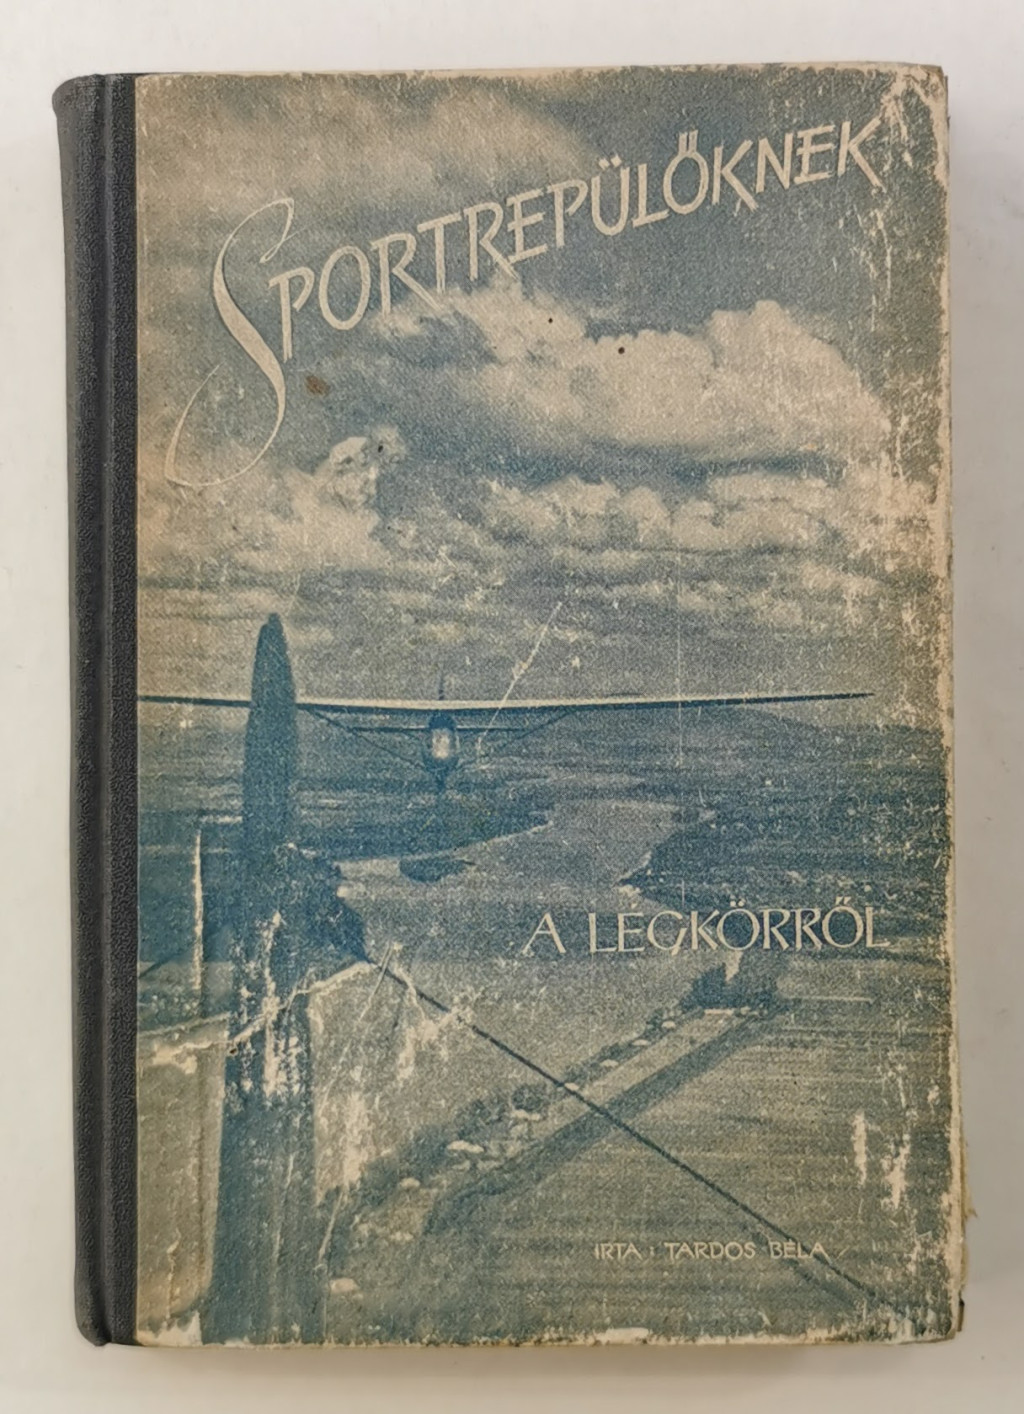 SPORTREPÜLŐKNEK
A LEGKÖRRŐL
IRTA: TARDOS BÉLA